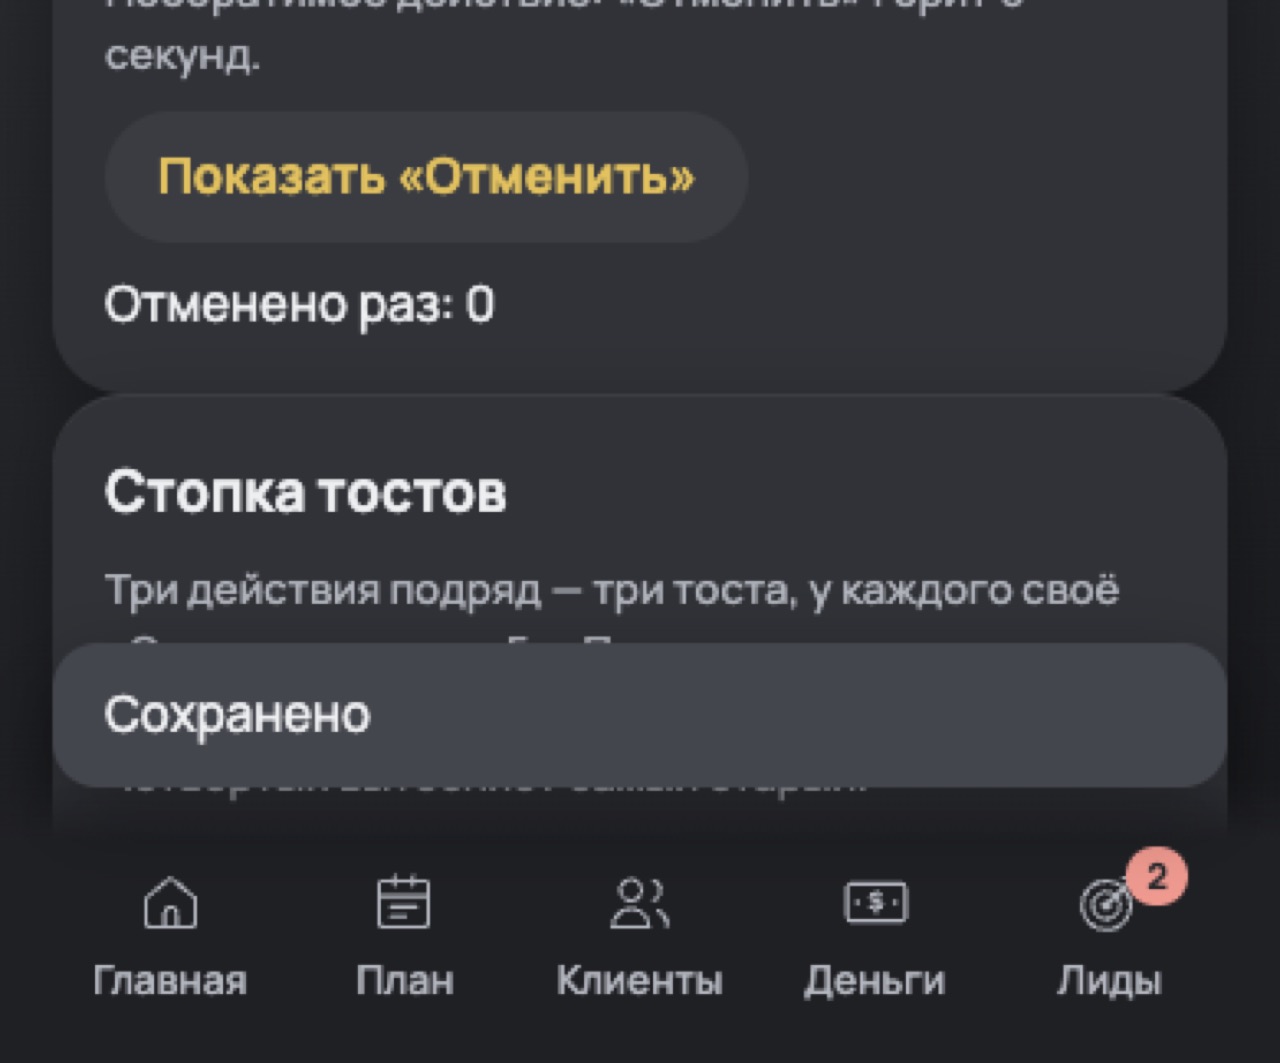 секунд.
Показать «Отменить»
Отменено раз: 0
Стопка тостов
Три действия подряд — три тоста, у каждого своё
Сохранено
2
Главная
План
Клиенты
Деньги
Лиды